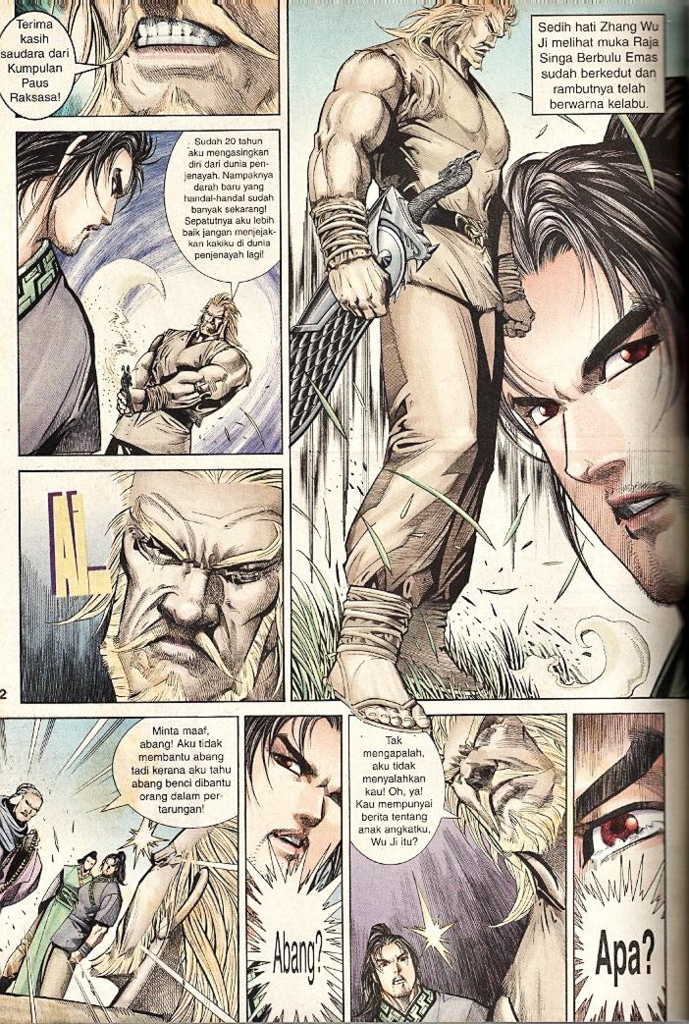 Terima
kasih
saudara dari
Kumpulan
Paus
Raksasa!
Sedih hati Zhang Wu
Ji melihat muka Raja
Singa Berbulu Emas
sudah berkedut dan
rambutnya telah
berwarna kelabu.
Sudah 20 tahun
aku mengasingkan
diri dari dunia pen-
jenayah. Nampaknya
darah baru yang
handal-handal sudah
banyak sekarang!
Sepatutnya aku lebih
baik jangan menjejak-
kan kakiku di dunia
penjenayah lagi!
AI...
2
Minta maaf,
abang! Aku tidak
membantu abang
tadi kerana aku tahu
abang benci dibantu
orang dalam per-
tarungan!
Abang?
Tak
mengapalah,
aku tidak
menyalahkan
kau! Oh, ya!
Kau mempunyai
berita tentang
anak angkatku,
Wu Ji itu?
Apa?